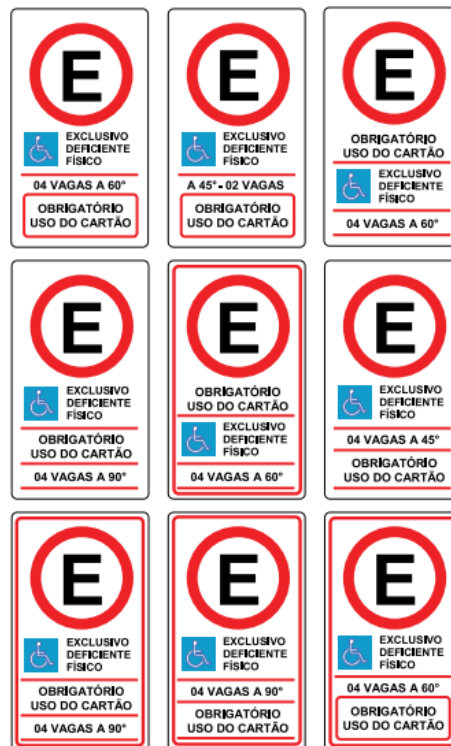 E
EXCLUSIVO
DEFICIENTE
FÍSICO
04 VAGAS A 60°
OBRIGATÓRIO
USO DO CARTÃO
E
EXCLUSIVO
DEFICIENTE
FÍSICO
A 45° - 02 VAGAS
OBRIGATÓRIO
USO DO CARTÃO
E
OBRIGATÓRIO
USO DO CARTÃO
EXCLUSIVO
DEFICIENTE
FÍSICO
04 VAGAS A 60°
E
EXCLUSIVO
DEFICIENTE
FÍSICO
OBRIGATÓRIO
USO DO CARTÃO
04 VAGAS A 90°
E
OBRIGATÓRIO
USO DO CARTÃO
EXCLUSIVO
DEFICIENTE
FÍSICO
04 VAGAS A 60°
E
EXCLUSIVO
DEFICIENTE
FÍSICO
04 VAGAS A 45°
OBRIGATÓRIO
USO DO CARTÃO
E
EXCLUSIVO
DEFICIENTE
FÍSICO
OBRIGATÓRIO
USO DO CARTÃO
04 VAGAS A 90°
E
EXCLUSIVO
DEFICIENTE
FÍSICO
04 VAGAS A 90°
OBRIGATÓRIO
USO DO CARTÃO
E
EXCLUSIVO
DEFICIENTE
FÍSICO
04 VAGAS A 60°
OBRIGATÓRIO
USO DO CARTÃO